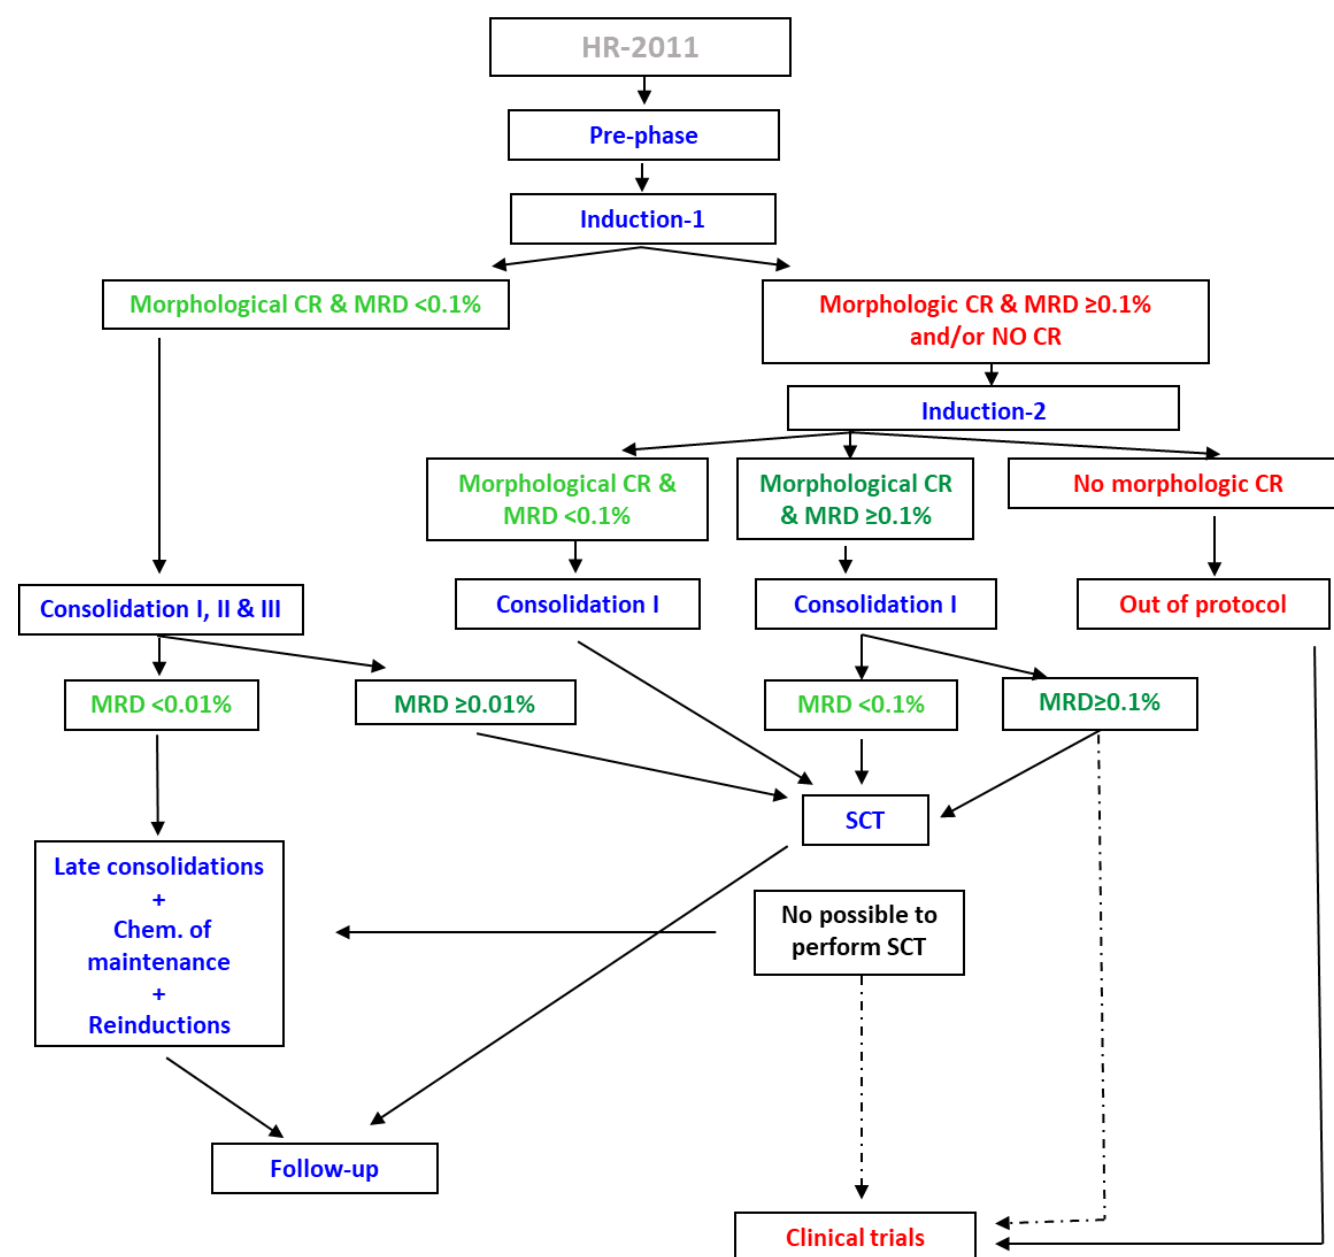 HR-2011
Pre-phase
Induction-1
Morphological CR & MRD <0.1%
Morphologic CR & MRD ≥0.1%
and/or NO CR
Induction-2
Morphological CR &
MRD <0.1%
Morphological CR
& MRD ≥0.1%
No morphologic CR
Consolidation I, II & III
Consolidation I
Consolidation I
Out of protocol
MRD <0.01%
MRD ≥0.01%
MRD <0.1%
MRD≥0.1%
SCT
Late consolidations
+
Chem. of
maintenance
+
Reinductions
No possible to
perform SCT
Follow-up
Clinical trials